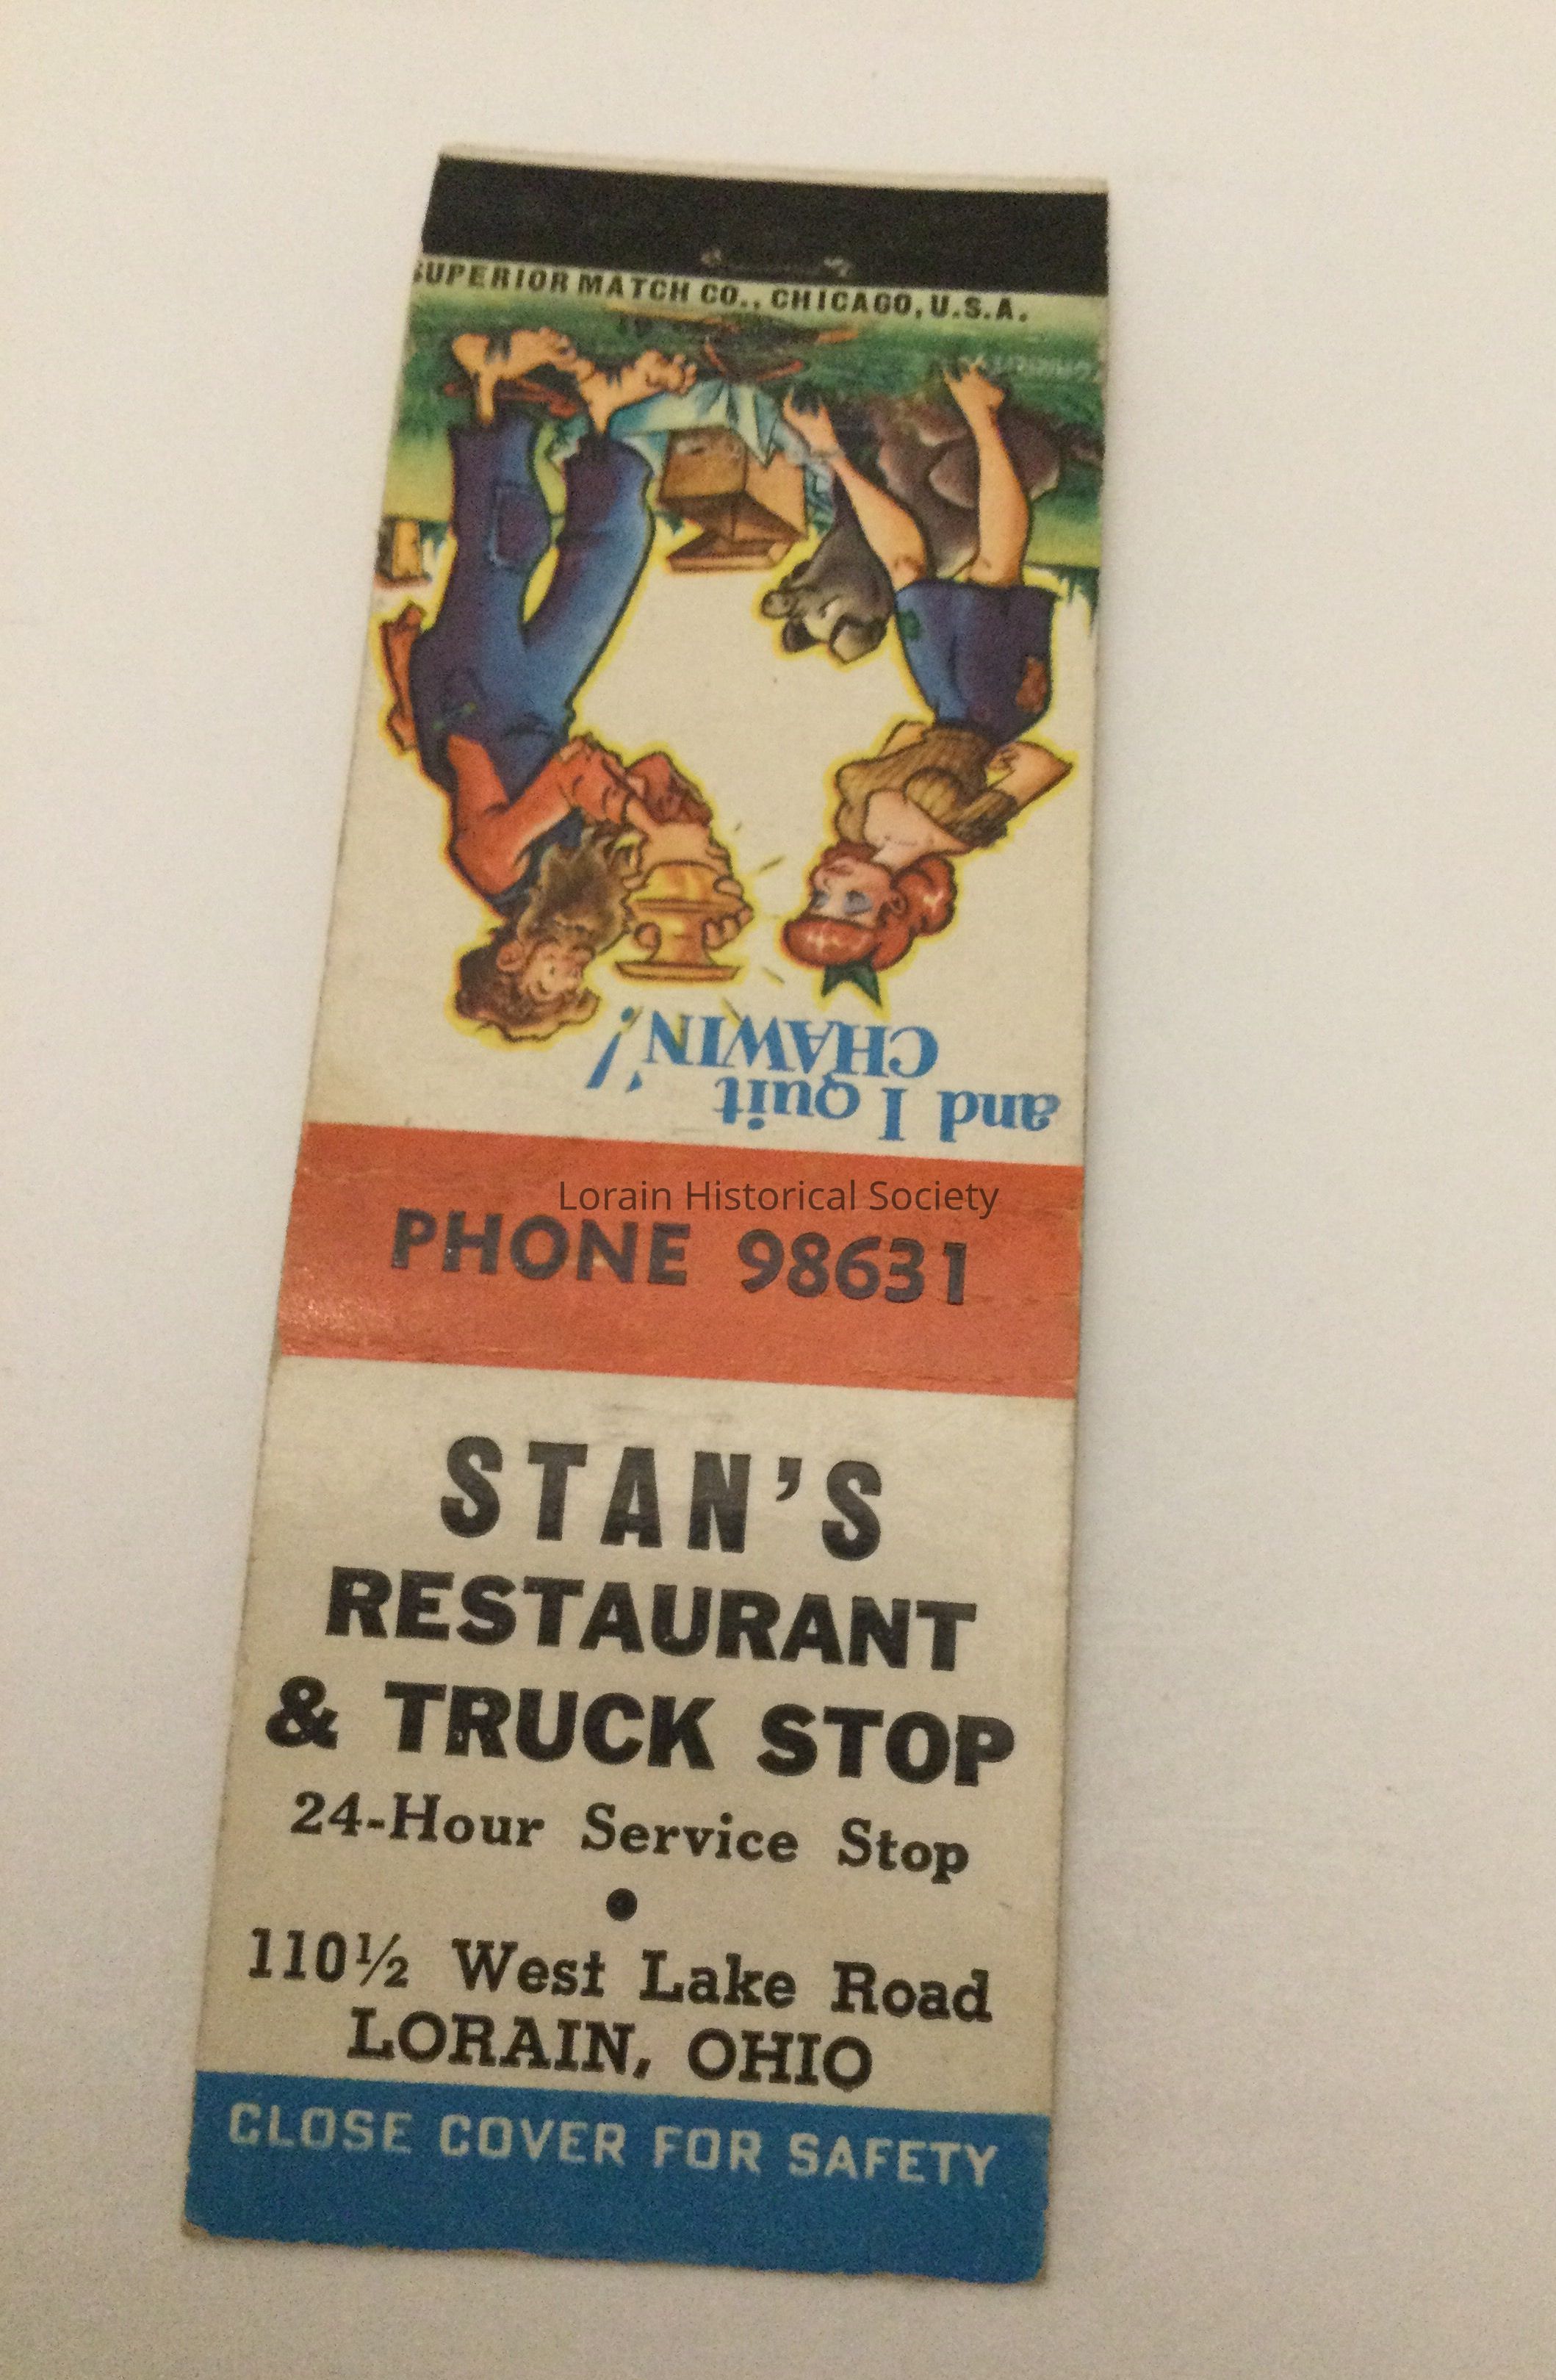 SUPERIOR MATCH CO., CHICAGO, U.S.A.
and I quit
CHAWIN'!
Lorain Historical Society
PHONE 98631
STAN'S
RESTAURANT
& TRUCK STOP
24-Hour Service Stop
•
110½ West Lake Road
LORAIN, OHIO
CLOSE COVER FOR SAFETY